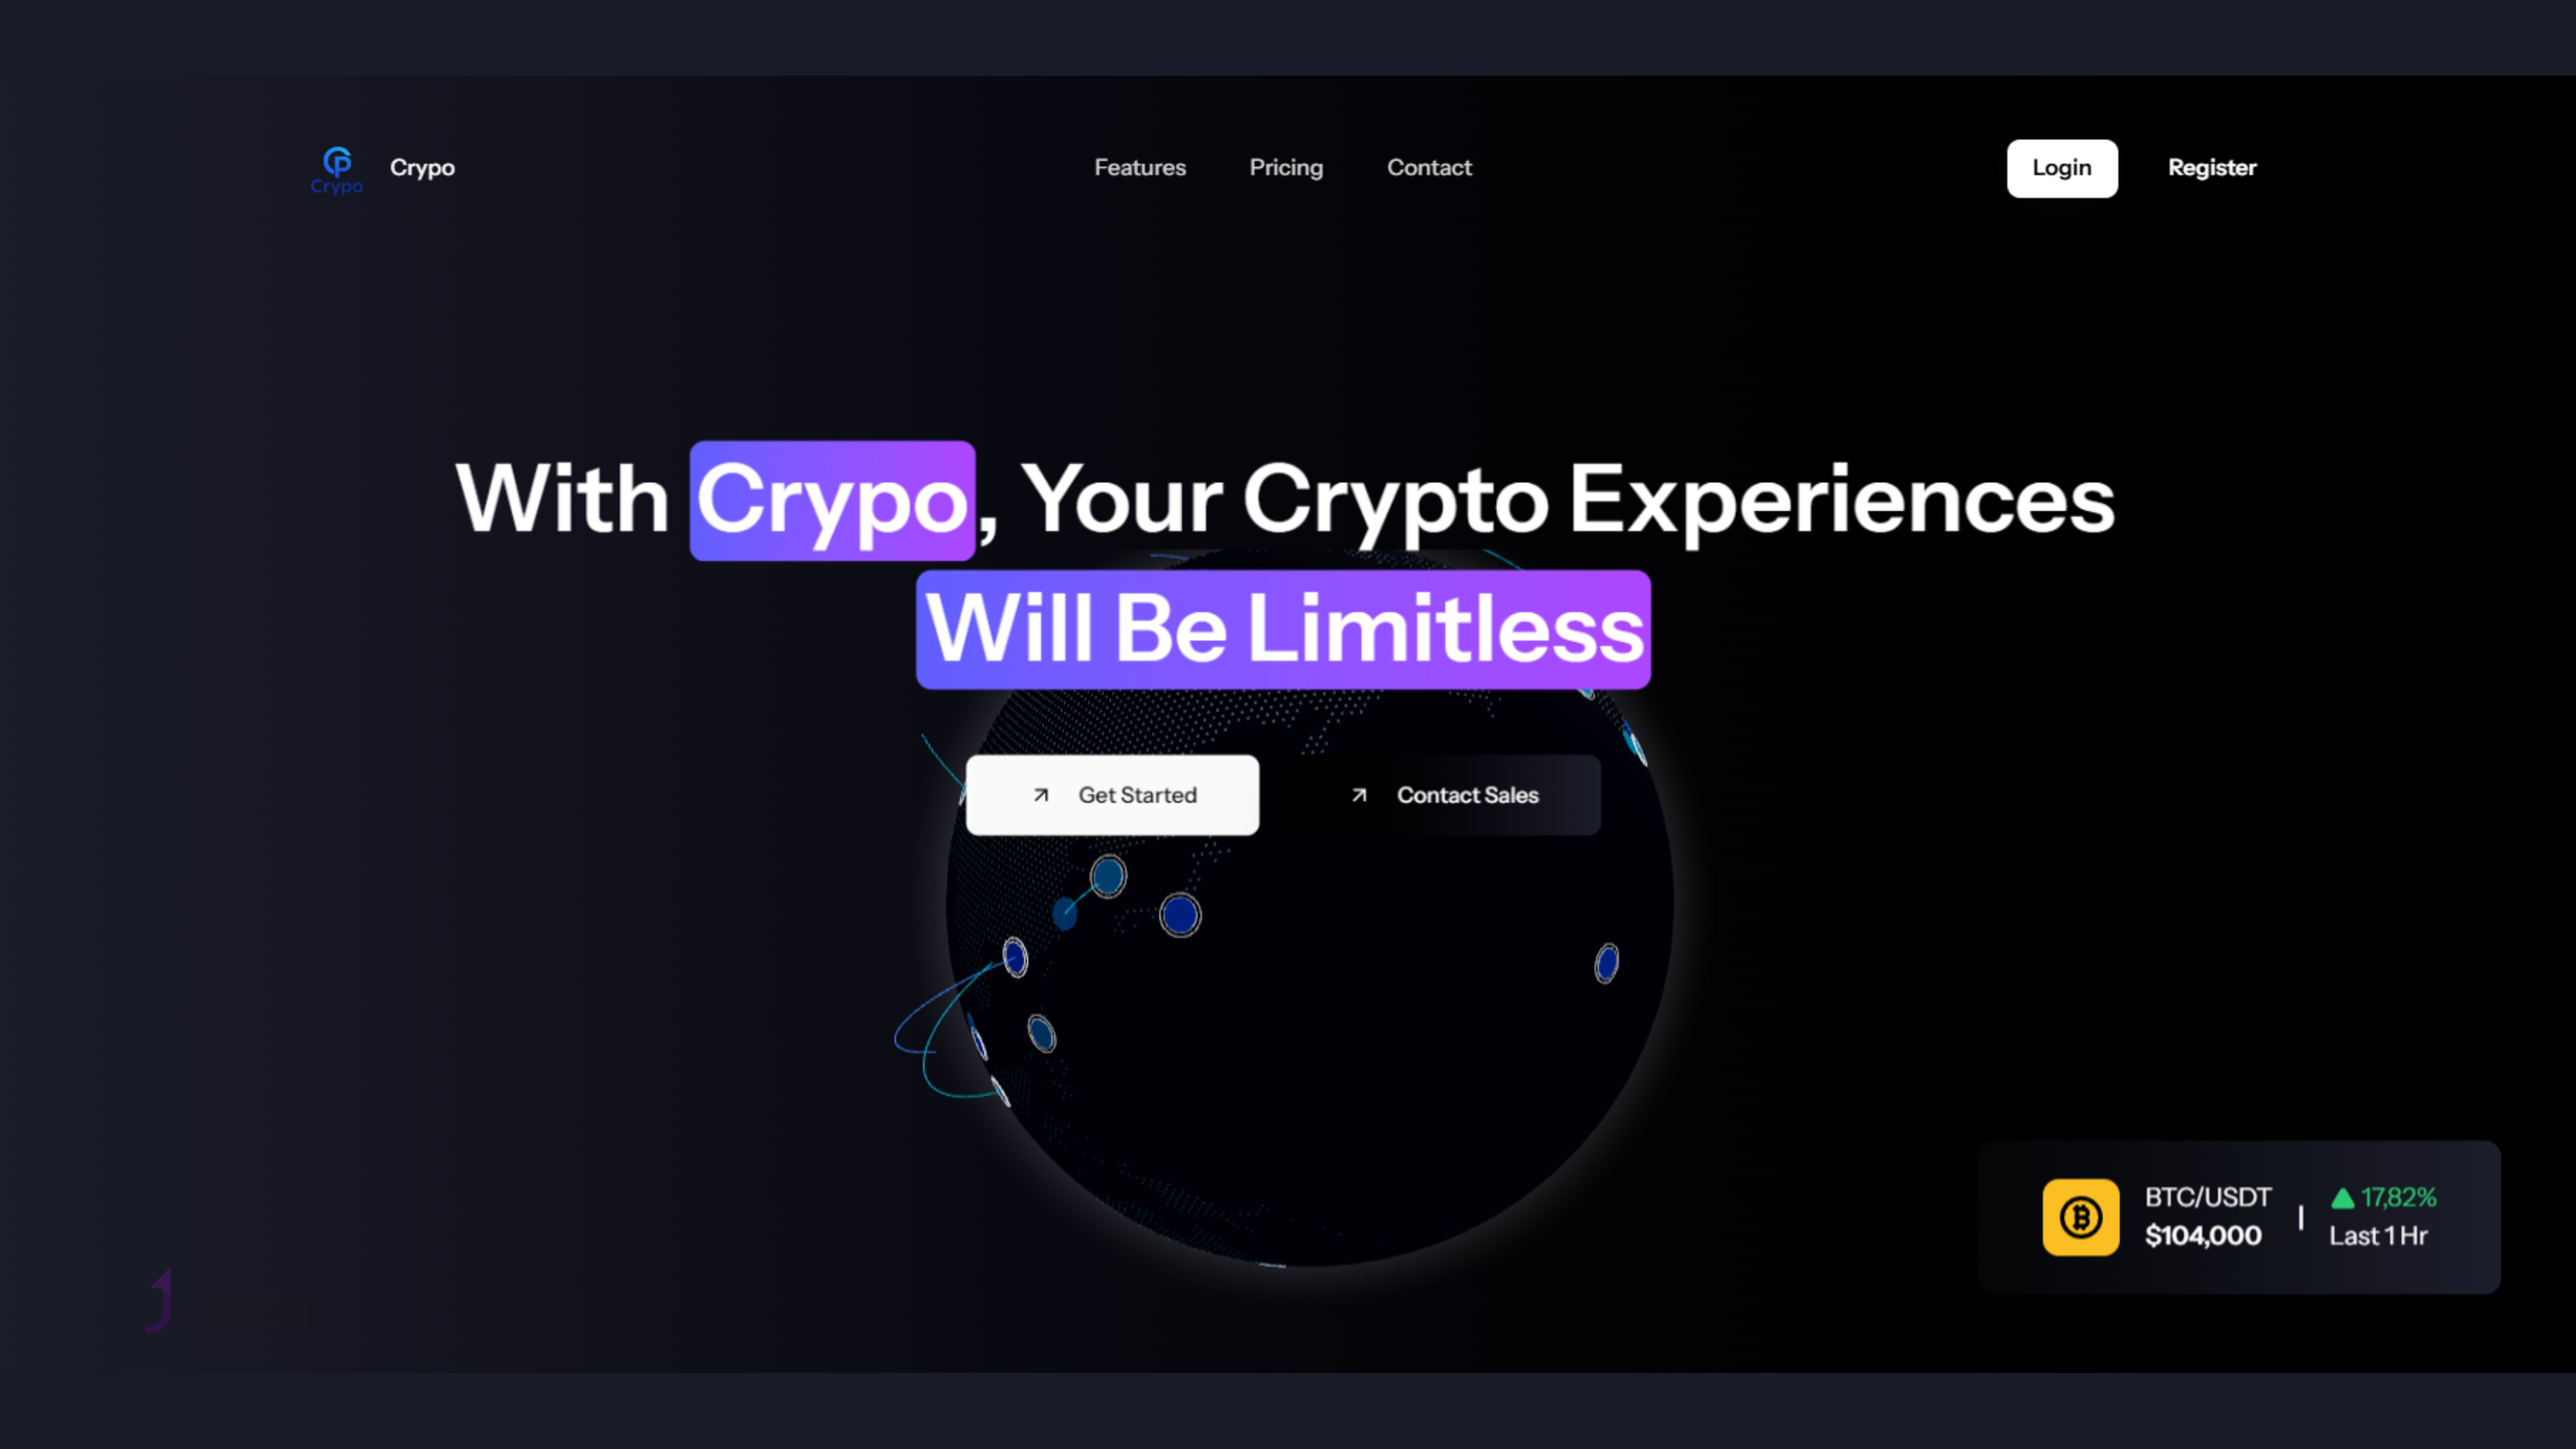 Crypo
Crypo
Features
Pricing
Contact
Login
Register
With Crypo, Your Crypto Experiences
Will Be Limitless
Get Started
Contact Sales
BTC/USDT
$104,000
17,82%
Last 1 Hr